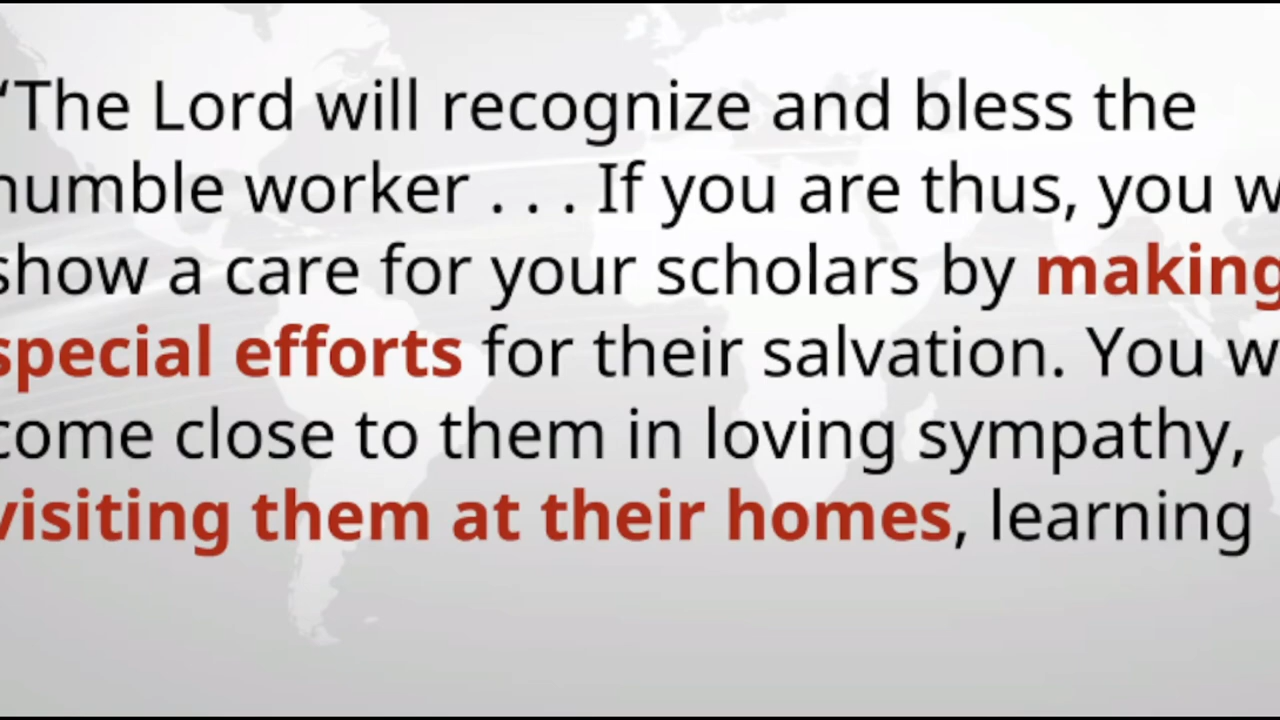 “The Lord will recognize and bless the
humble worker . . . If you are thus, you w
show a care for your scholars by making
special efforts for their salvation. You w
come close to them in loving sympathy,
visiting them at their homes, learning